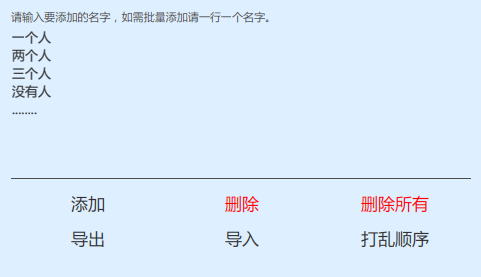 请输入要添加的名字，如需批量添加请一行一个名字。
一个人
两个人
三个人
没有人
........
添加 删除 删除所有
导出 导入 打乱顺序